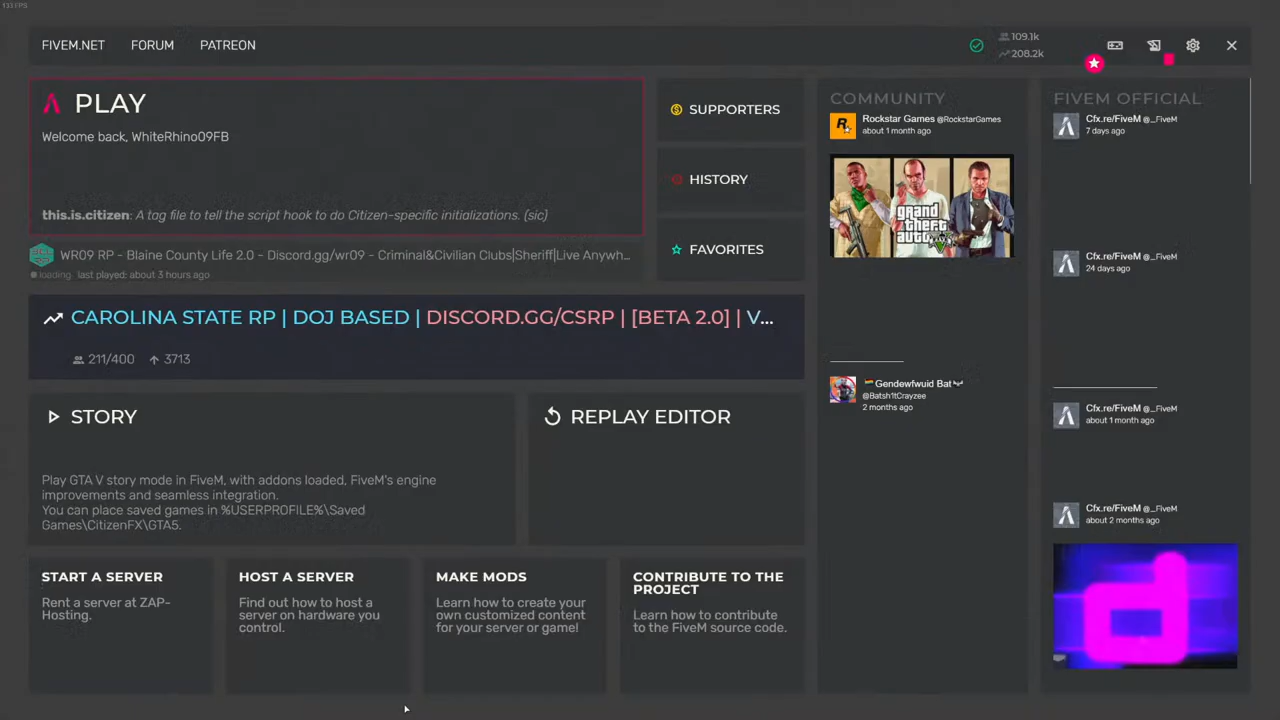 133 FPS
FIVEM.NET FORUM PATREON
109.1k
208.2k
PLAY
Welcome back, WhiteRhino09FB
this.is.citizen: A tag file to tell the script hook to do Citizen-specific initializations. (sic)
WR09 RP - Blaine County Life 2.0 - Discord.gg/wr09 - Criminal&Civilian Clubs|Sheriff|Live Anywh...
loading last played: about 3 hours ago
SUPPORTERS
HISTORY
FAVORITES
CAROLINA STATE RP | DOJ BASED | DISCORD.GG/CSRP | [BETA 2.0] | V...
211/400 3713
STORY
Play GTA V story mode in FiveM, with addons loaded, FiveM's engine
improvements and seamless integration.
You can place saved games in %USERPROFILE%\Saved
Games\CitizenFX\GTA5.
REPLAY EDITOR
START A SERVER
Rent a server at ZAP-
Hosting.
HOST A SERVER
Find out how to host a
server on hardware you
control.
MAKE MODS
Learn how to create your
own customized content
for your server or game!
CONTRIBUTE TO THE
PROJECT
Learn how to contribute
to the FiveM source code.
COMMUNITY
Rockstar Games @RockstarGames
about 1 month ago
grand
theft
auto
V
Gendewfwuid Bat
@Batsh1tCrayzee
2 months ago
FIVEM OFFICIAL
Cfx.re/FiveM @_FiveM
7 days ago
Cfx.re/FiveM @_FiveM
24 days ago
Cfx.re/FiveM @_FiveM
about 1 month ago
Cfx.re/FiveM @_FiveM
about 2 months ago
d